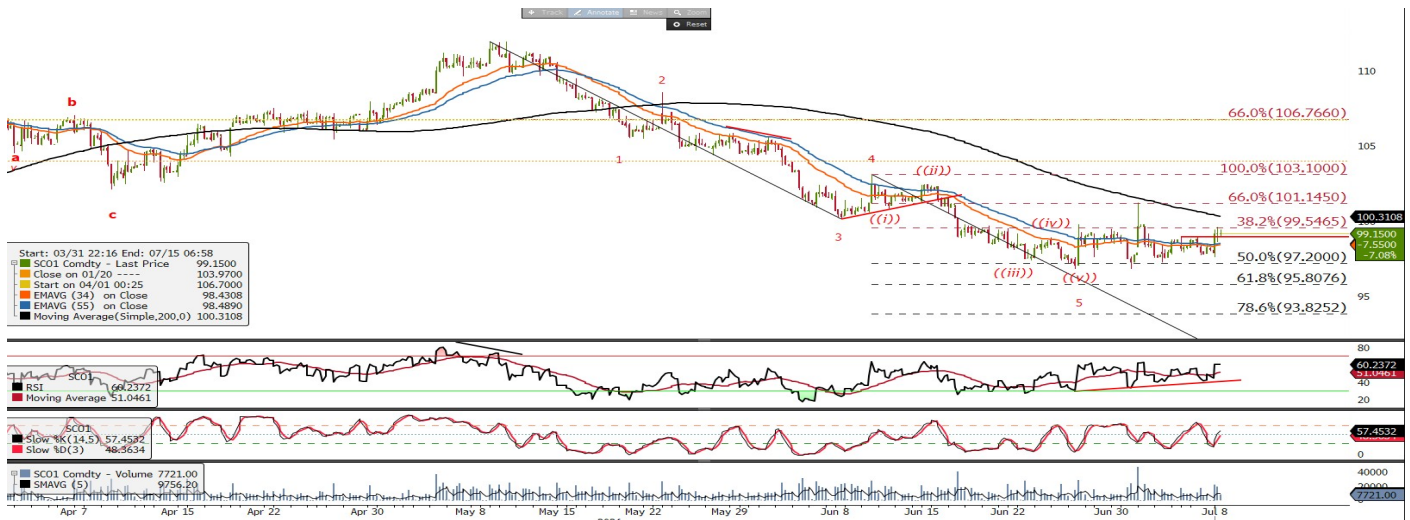 Track Annotate News Zoom
Reset
b
a
c
1
2
3
4
5
((i))
((ii))
((iii))
((iv))
((v))
110
105
95
66.0%(106.7660)
100.0%(103.1000)
66.0%(101.1450)
38.2%(99.5465)
50.0%(97.2000)
61.8%(95.8076)
78.6%(93.8252)
100.3108
99.1500
-7.5500
-7.08%
Start: 03/31 22:16 End: 07/15 06:58
SCO1 Comdty - Last Price 99.1500
Close on 01/20 ---- 103.9700
Start on 04/01 00:25 106.7000
EMAVG (34) on Close 98.4308
EMAVG (55) on Close 98.4890
Moving Average(Simple,200,0) 100.3108
SCO1
RSI 60.2372
Moving Average 51.0461
80
60.2372
51.0461
40
20
SCO1
Slow %K(14,5) 57.4532
Slow %D(3) 48.3634
57.4532
0
SCO1 Comdty - Volume 7721.00
SMAVG (5) 9756.20
40000
7721.00
Apr 7 Apr 15 Apr 22 Apr 30 May 8 May 15 May 22 May 29 Jun 8 Jun 15 Jun 22 Jun 30 Jul 8